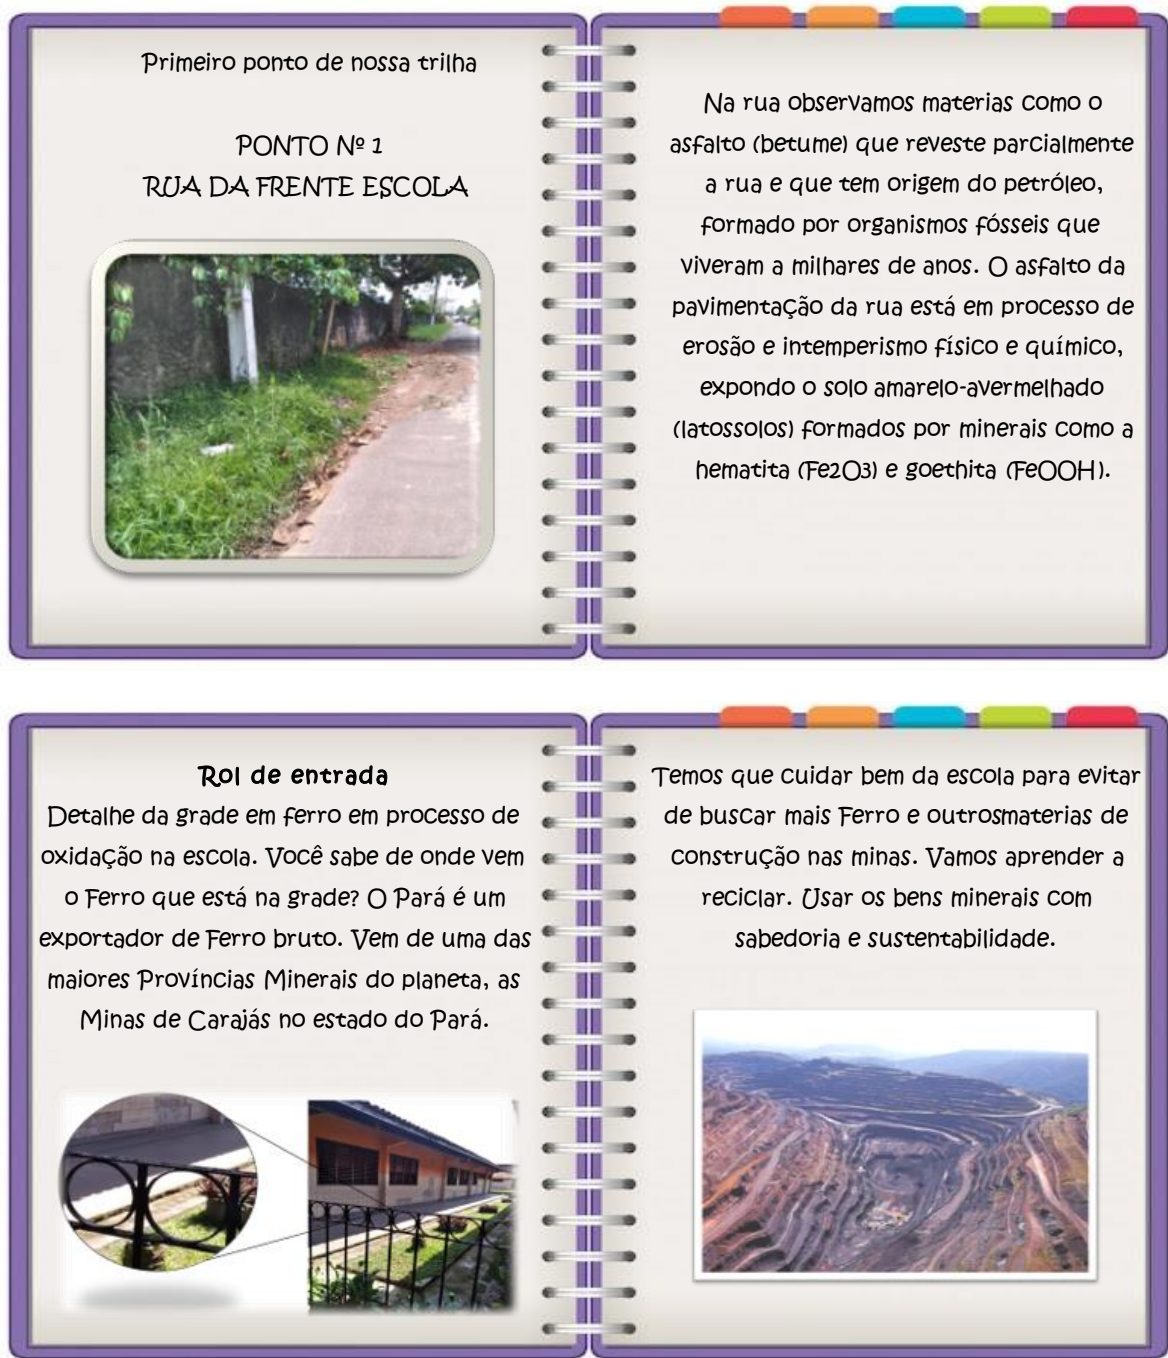 Primeiro ponto de nossa trilha
PONTO Nº 1
RUA DA FRENTE ESCOLA
Na rua observamos materias como o
asfalto (betume) que reveste parcialmente
a rua e que tem origem do petróleo,
formado por organismos fósseis que
viveram a milhares de anos. O asfalto da
pavimentação da rua está em processo de
erosão e intemperismo físico e químico,
expondo o solo amarelo-avermelhado
(latossolos) formados por minerais como a
hematita (Fe2O3) e goethita (FeOOH).
Rol de entrada
Detalhe da grade em ferro em processo de
oxidação na escola. Você sabe de onde vem
o Ferro que está na grade? O Pará é um
exportador de Ferro bruto. Vem de uma das
maiores Províncias Minerais do planeta, as
Minas de Carajás no estado do Pará.
Temos que cuidar bem da escola para evitar
de buscar mais Ferro e outrosmaterias de
construção nas minas. Vamos aprender a
reciclar. Usar os bens minerais com
sabedoria e sustentabilidade.